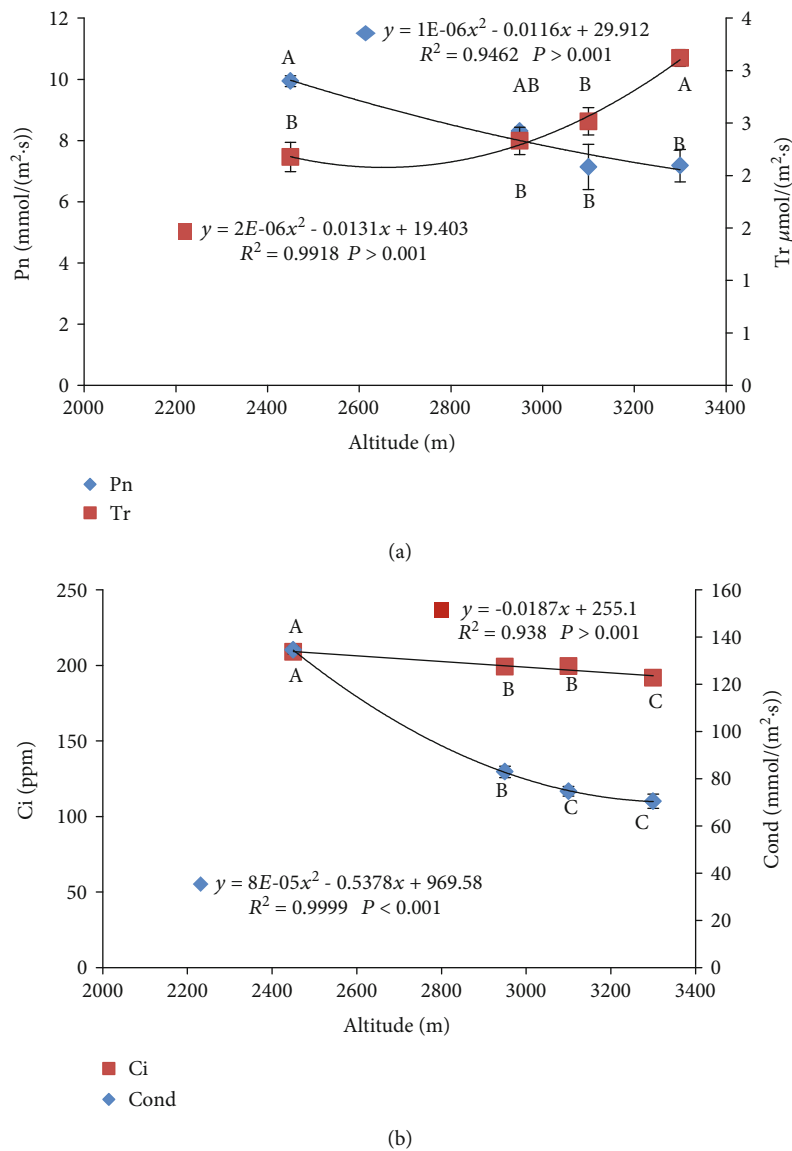 y = 1E-06x² - 0.0116x + 29.912
R² = 0.9462 P > 0.001
y = 2E-06x² - 0.0131x + 19.403
R² = 0.9918 P > 0.001
A
B
AB
B
B
B
A
B
Pn (mmol/(m²·s))
12
10
8
6
4
2
0
Tr μmol/(m²·s)
4
3
3
2
2
1
1
0
2000 2200 2400 2600 2800 3000 3200 3400
Altitude (m)
Pn
Tr
(a)
y = -0.0187x + 255.1
R² = 0.938 P > 0.001
y = 8E-05x² - 0.5378x + 969.58
R² = 0.9999 P < 0.001
A
A
B
B
C
B
C
C
Ci (ppm)
250
200
150
100
50
0
Cond (mmol/(m²·s))
160
140
120
100
80
60
40
20
0
2000 2200 2400 2600 2800 3000 3200 3400
Altitude (m)
Ci
Cond
(b)